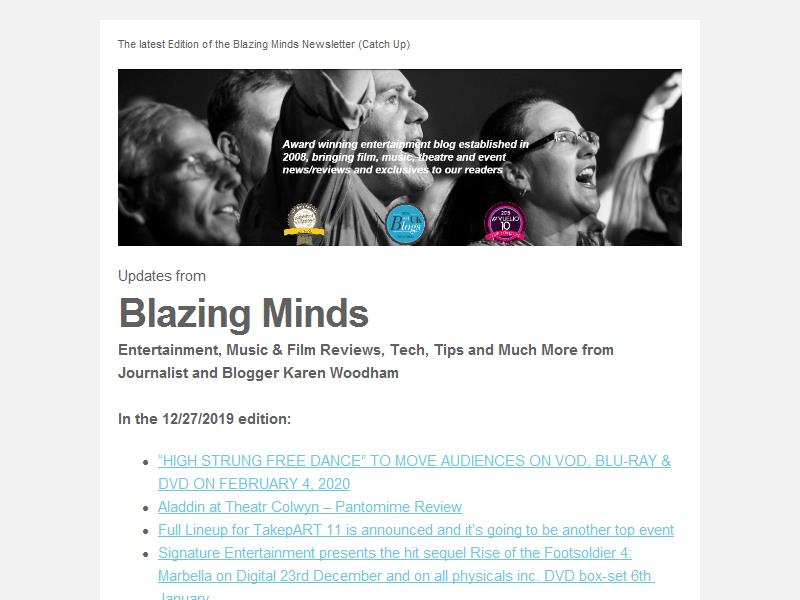 The latest Edition of the Blazing Minds Newsletter (Catch Up)
Award winning entertainment blog established in
2008, bringing film, music, theatre and event
news/reviews and exclusives to our readers
Blogs
2018
VUELIO
10
Updates from
Blazing Minds
Entertainment, Music & Film Reviews, Tech, Tips and Much More from
Journalist and Blogger Karen Woodham
In the 12/27/2019 edition:
“HIGH STRUNG FREE DANCE” TO MOVE AUDIENCES ON VOD, BLU-RAY &
DVD ON FEBRUARY 4, 2020
Aladdin at Theatr Colwyn – Pantomime Review
Full Lineup for TakepART 11 is announced and it’s going to be another top event
Signature Entertainment presents the hit sequel Rise of the Footsoldier 4:
Marbella on Digital 23rd December and on all physicals inc. DVD box-set 6th
January